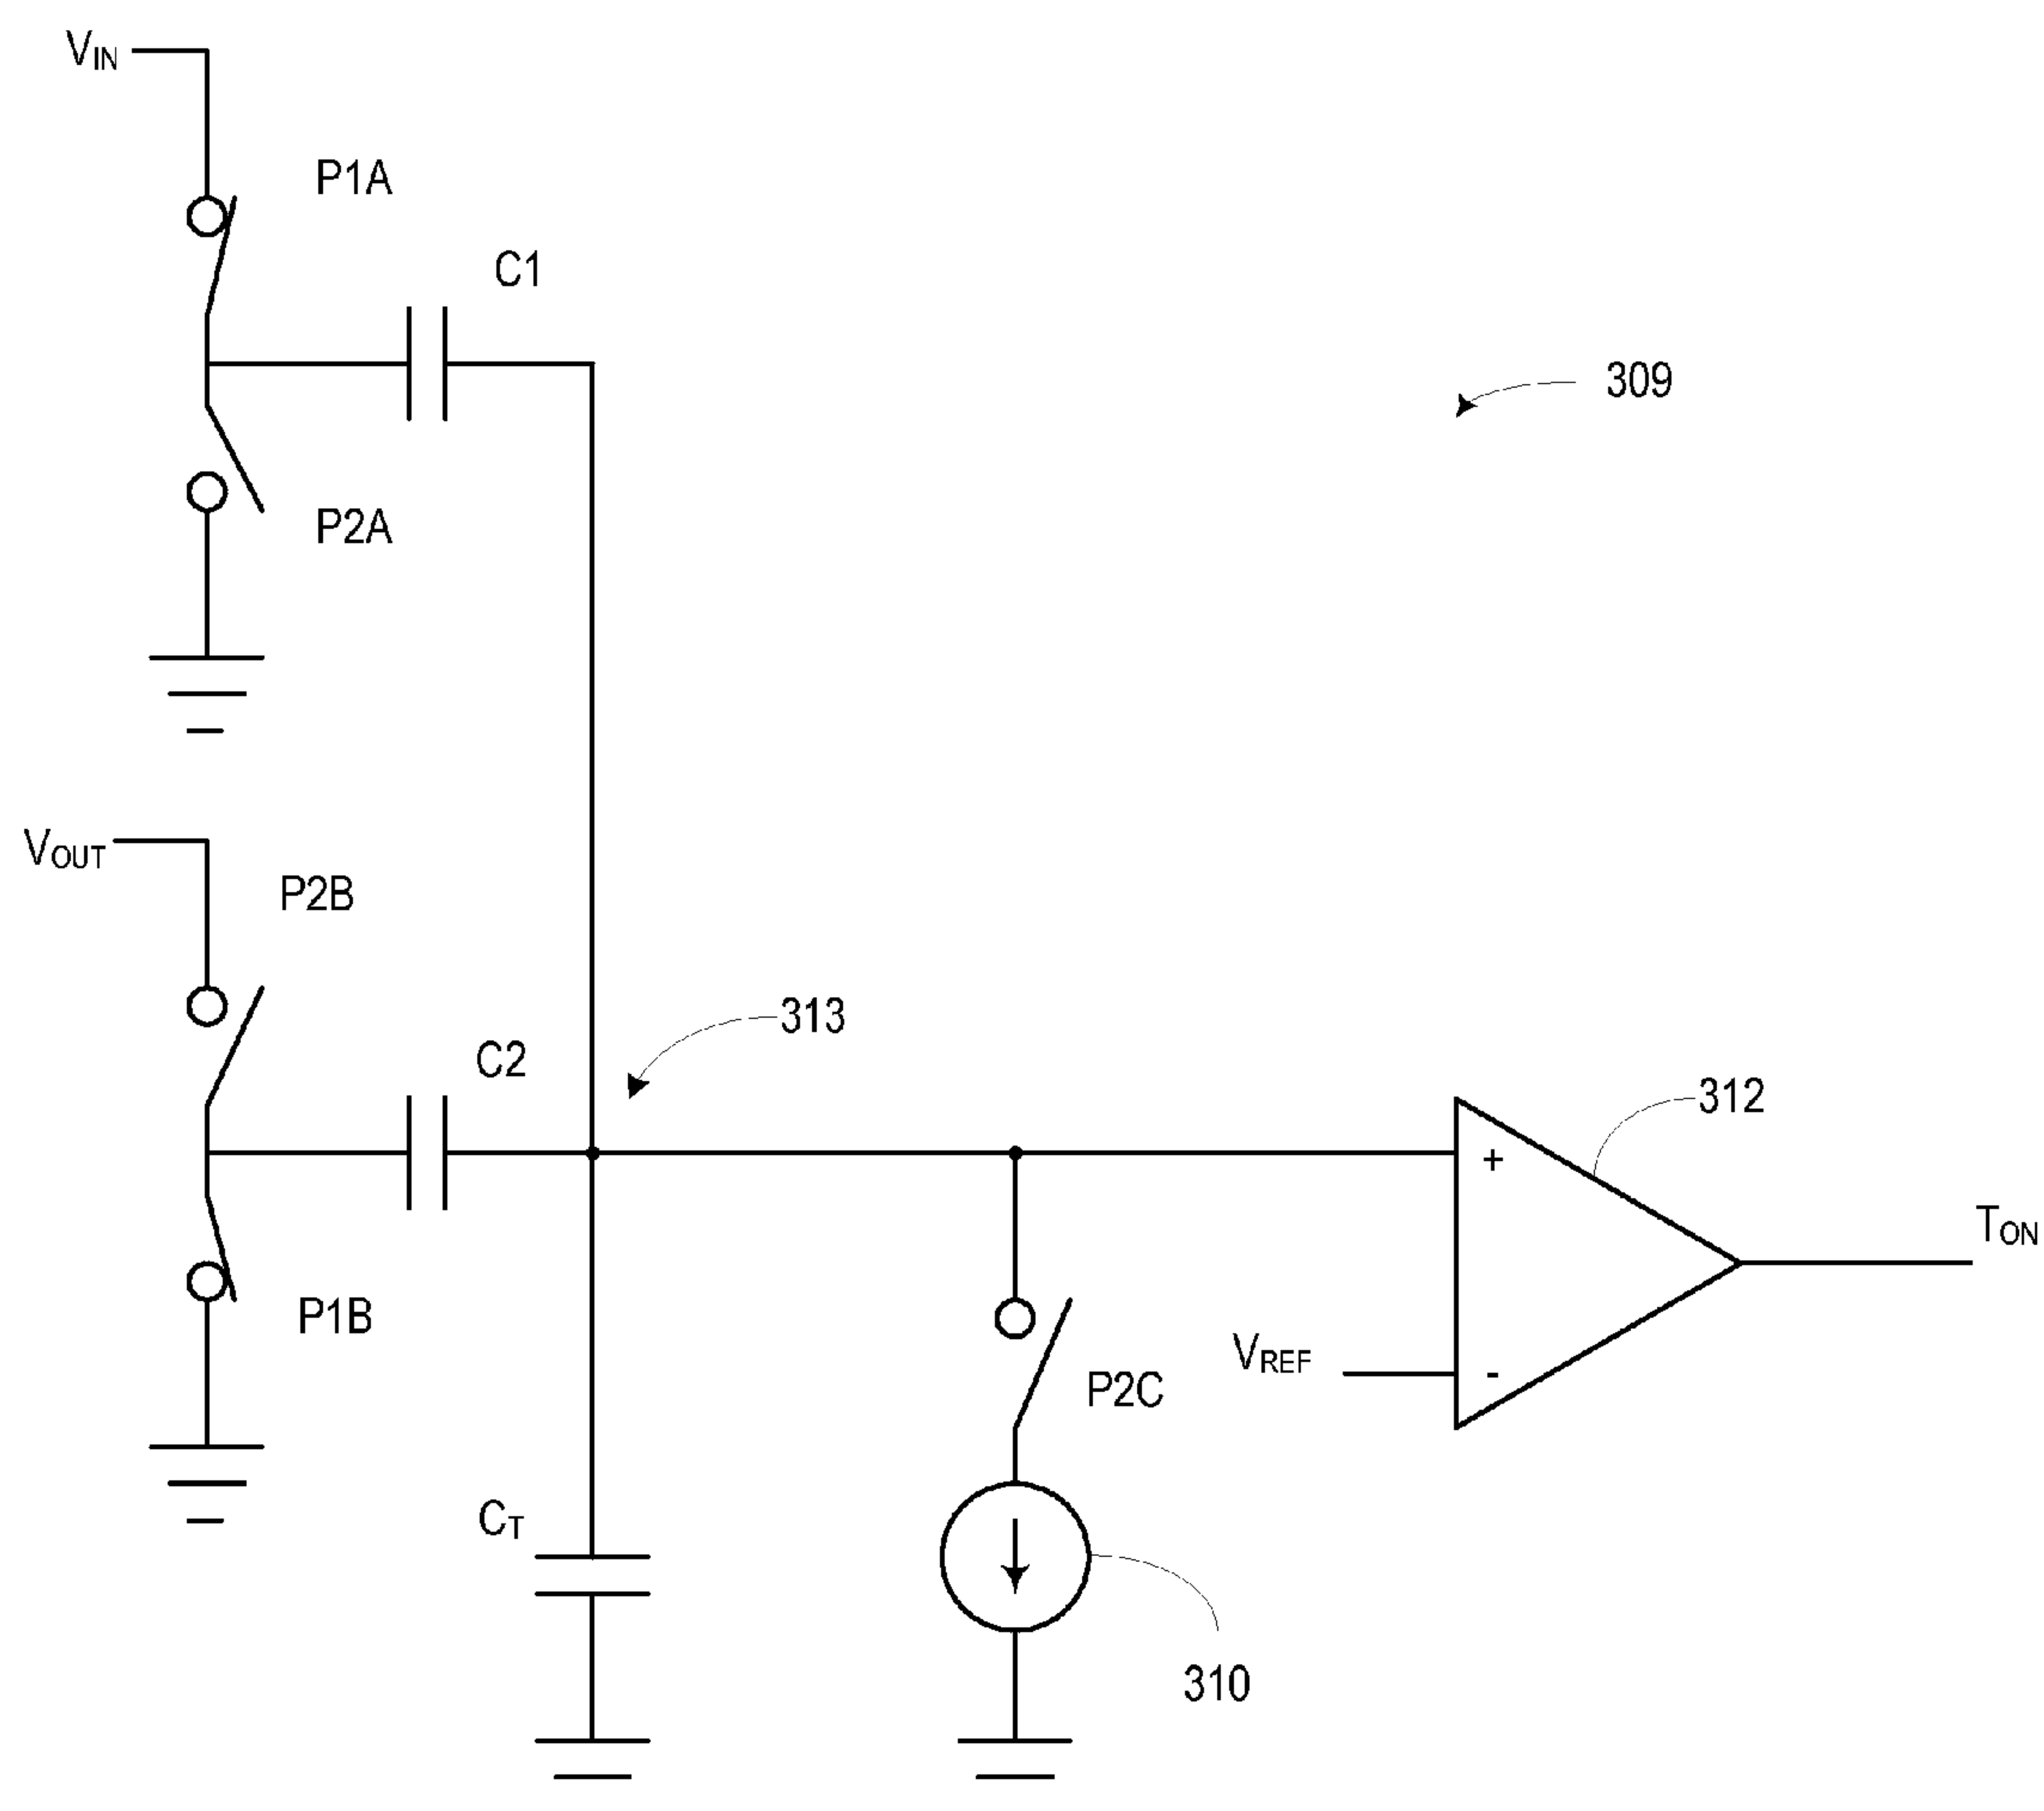 VIN
P1A
C1
309
P2A
VOUT
P2B
313
C2
312
+
TON
P1B
VREF
-
P2C
CT
310